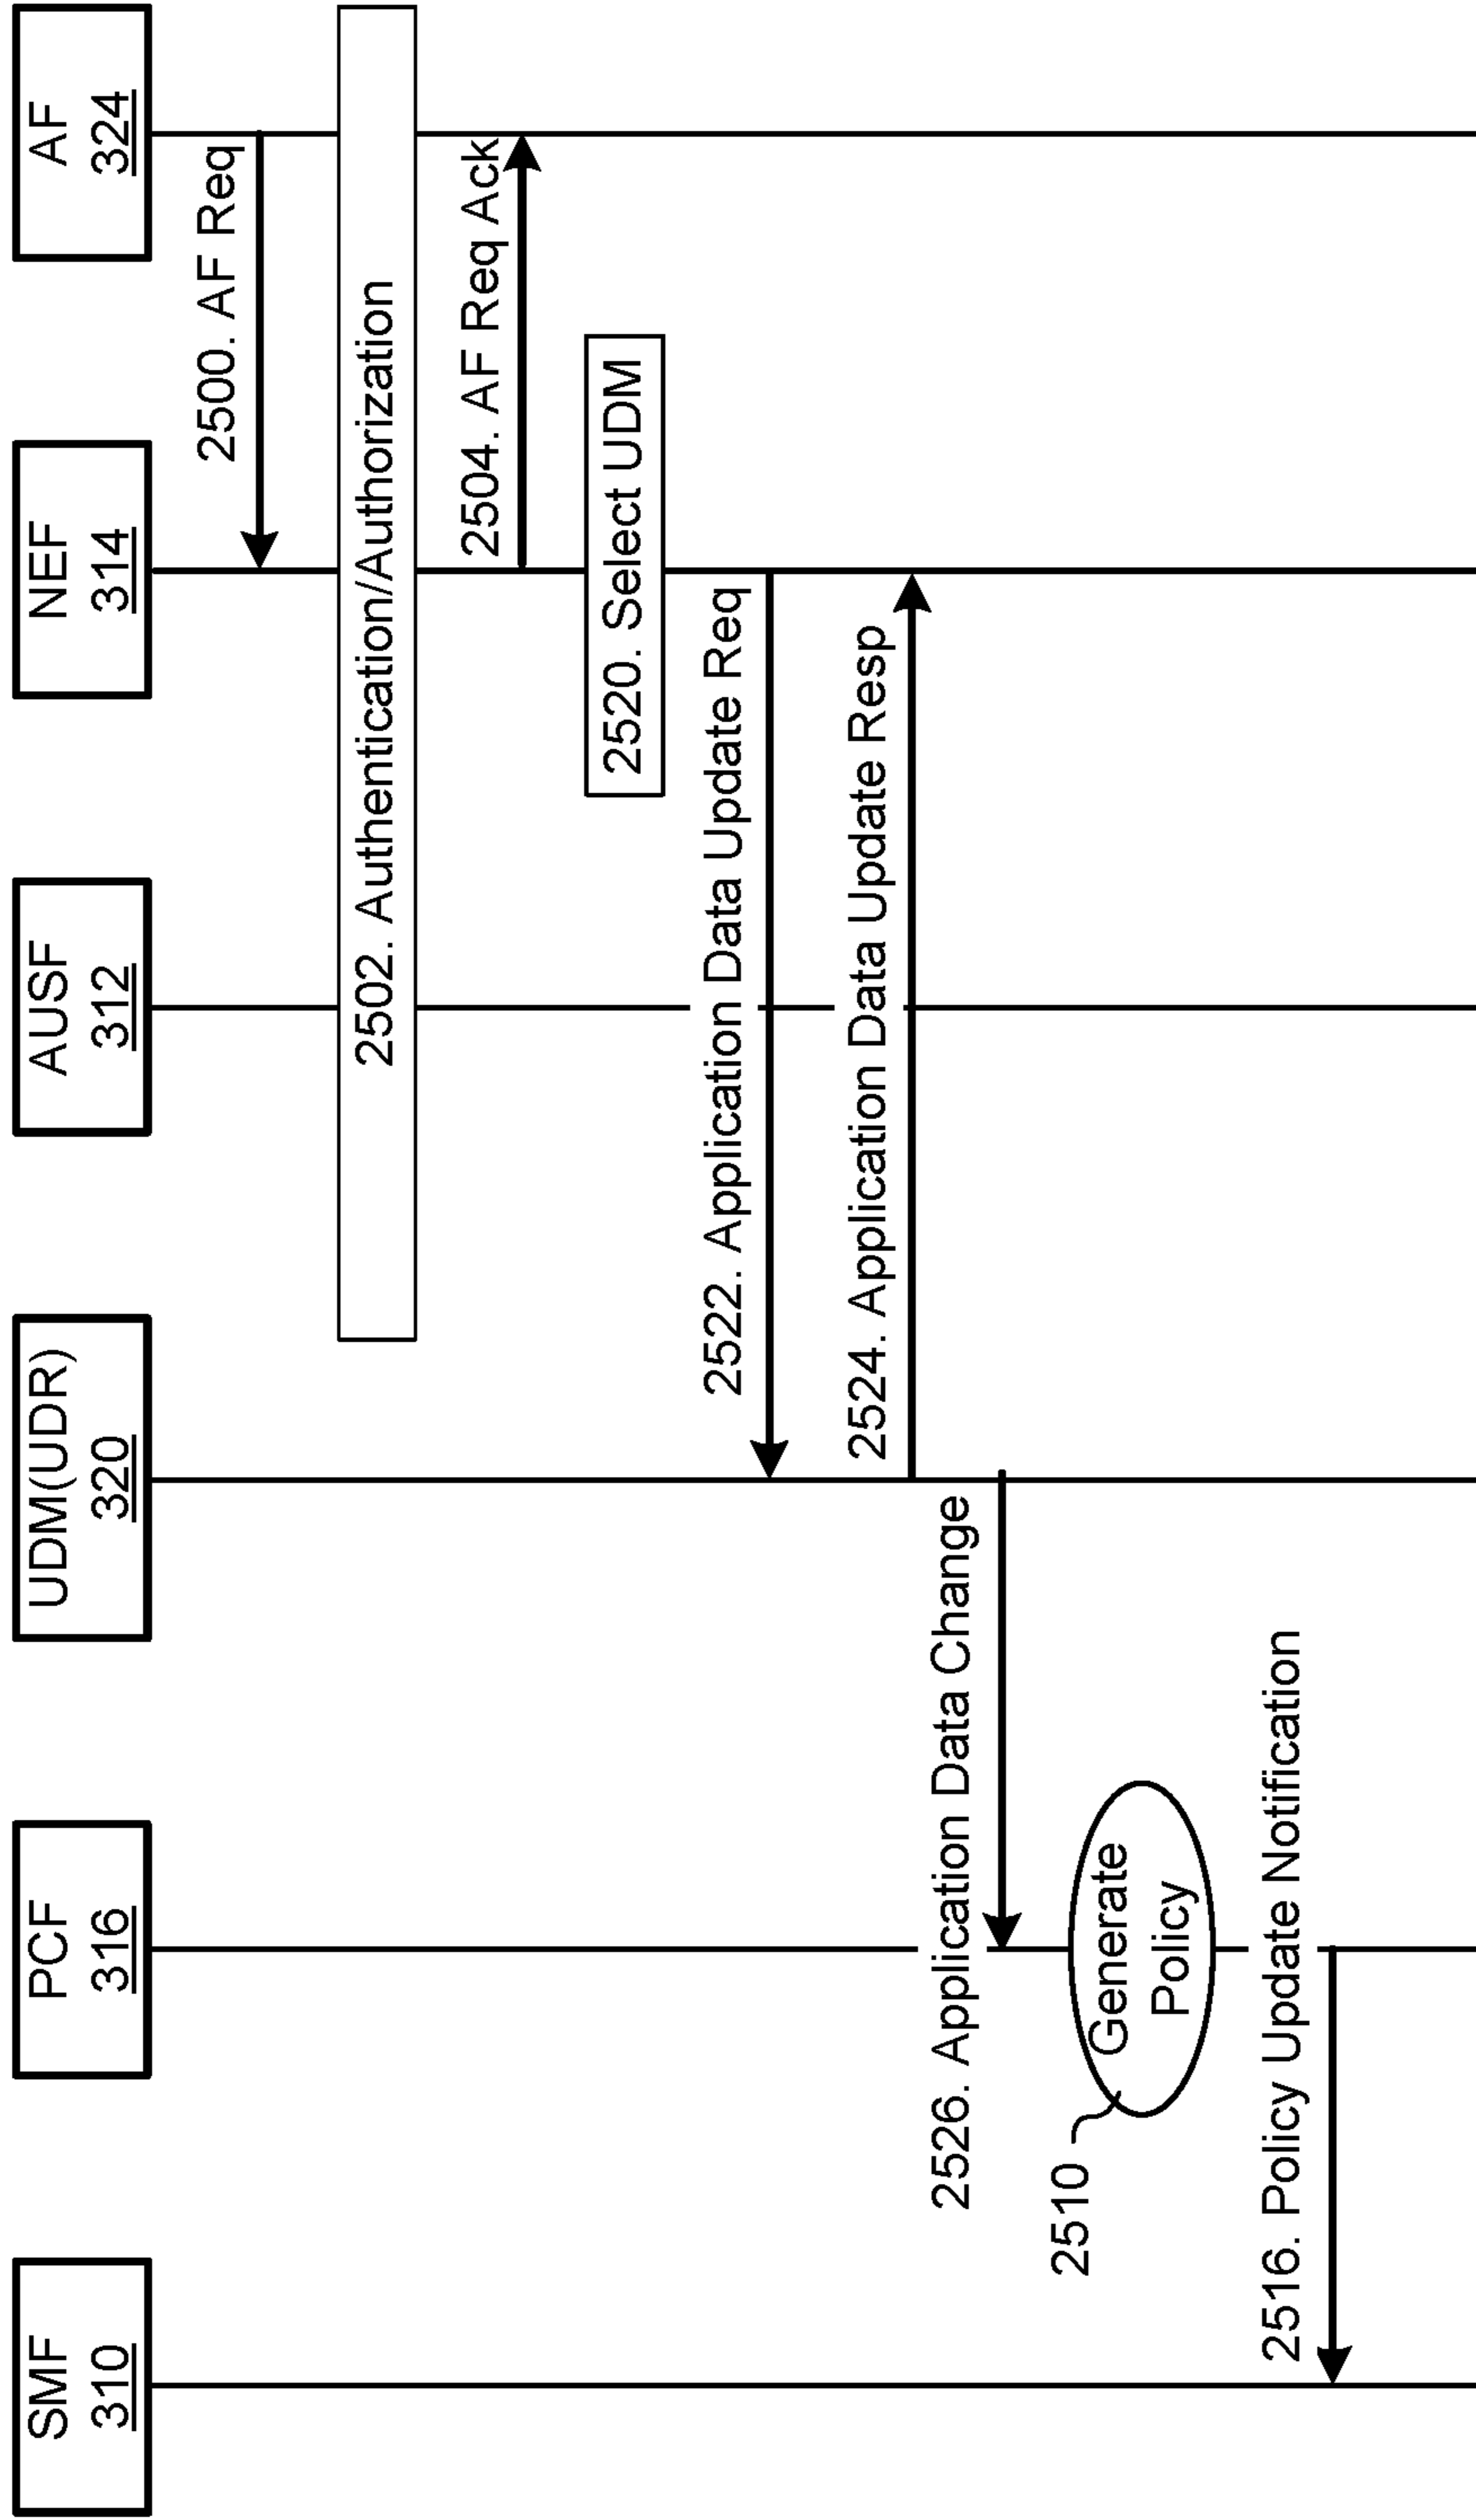 SMF
310
PCF
316
UDM(UDR)
320
AUSF
312
NEF
314
AF
324
2500. AF Req
2502. Authentication/Authorization
2504. AF Req Ack
2520. Select UDM
2522. Application Data Update Req
2524. Application Data Update Resp
2526. Application Data Change
2510
Generate
Policy
2516. Policy Update Notification